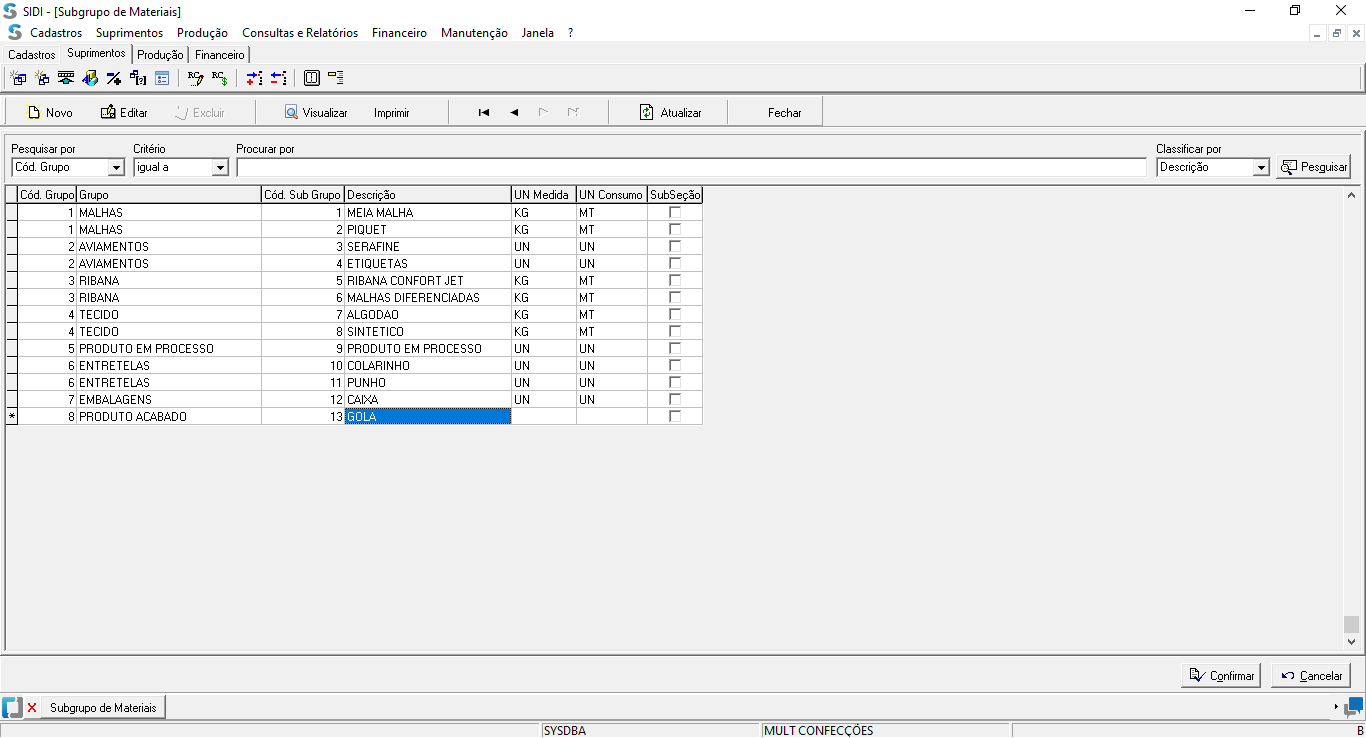 SIDI - [Subgrupo de Materiais]
Cadastros Suprimentos Produção Consultas e Relatórios Financeiro Manutenção Janela ?
Cadastros Suprimentos Produção Financeiro
Novo Editar Excluir Visualizar Imprimir Atualizar Fechar
Pesquisar por Critério Procurar por Classificar por
Cód. Grupo igual a Descrição Pesquisar
Cód. Grupo Grupo Cód. Sub Grupo Descrição UN Medida UN Consumo SubSeção
1 MALHAS 1 MEIA MALHA KG MT
1 MALHAS 2 PIQUET KG MT
2 AVIAMENTOS 3 SERAFINE UN UN
2 AVIAMENTOS 4 ETIQUETAS UN UN
3 RIBANA 5 RIBANA CONFORT JET KG MT
3 RIBANA 6 MALHAS DIFERENCIADAS KG MT
4 TECIDO 7 ALGODAO KG MT
4 TECIDO 8 SINTETICO KG MT
5 PRODUTO EM PROCESSO 9 PRODUTO EM PROCESSO UN UN
6 ENTRETELAS 10 COLARINHO UN UN
6 ENTRETELAS 11 PUNHO UN UN
7 EMBALAGENS 12 CAIXA UN UN
* 8 PRODUTO ACABADO 13 GOLA
Confirmar Cancelar
Subgrupo de Materiais
SYSDBA MULT CONFECÇÕES B